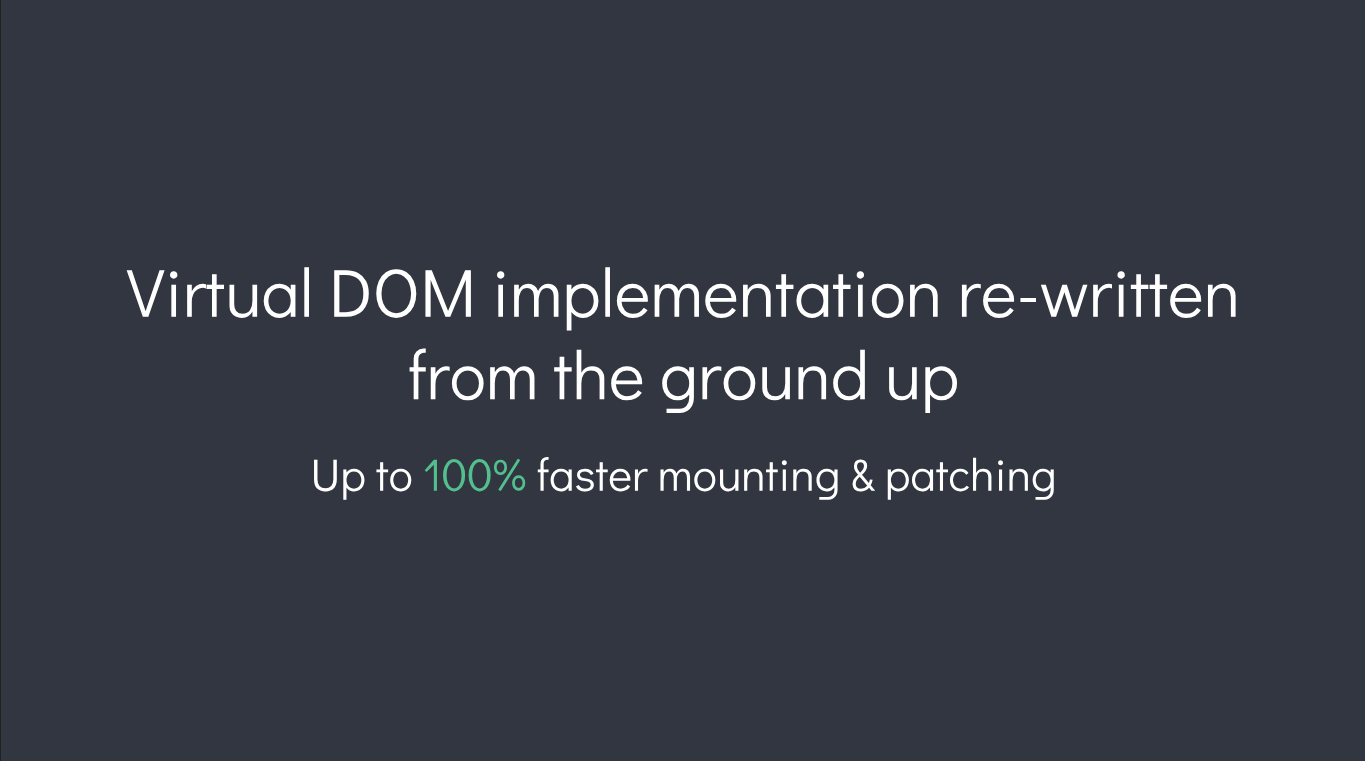 Virtual DOM implementation re-written
from the ground up
Up to 100% faster mounting & patching